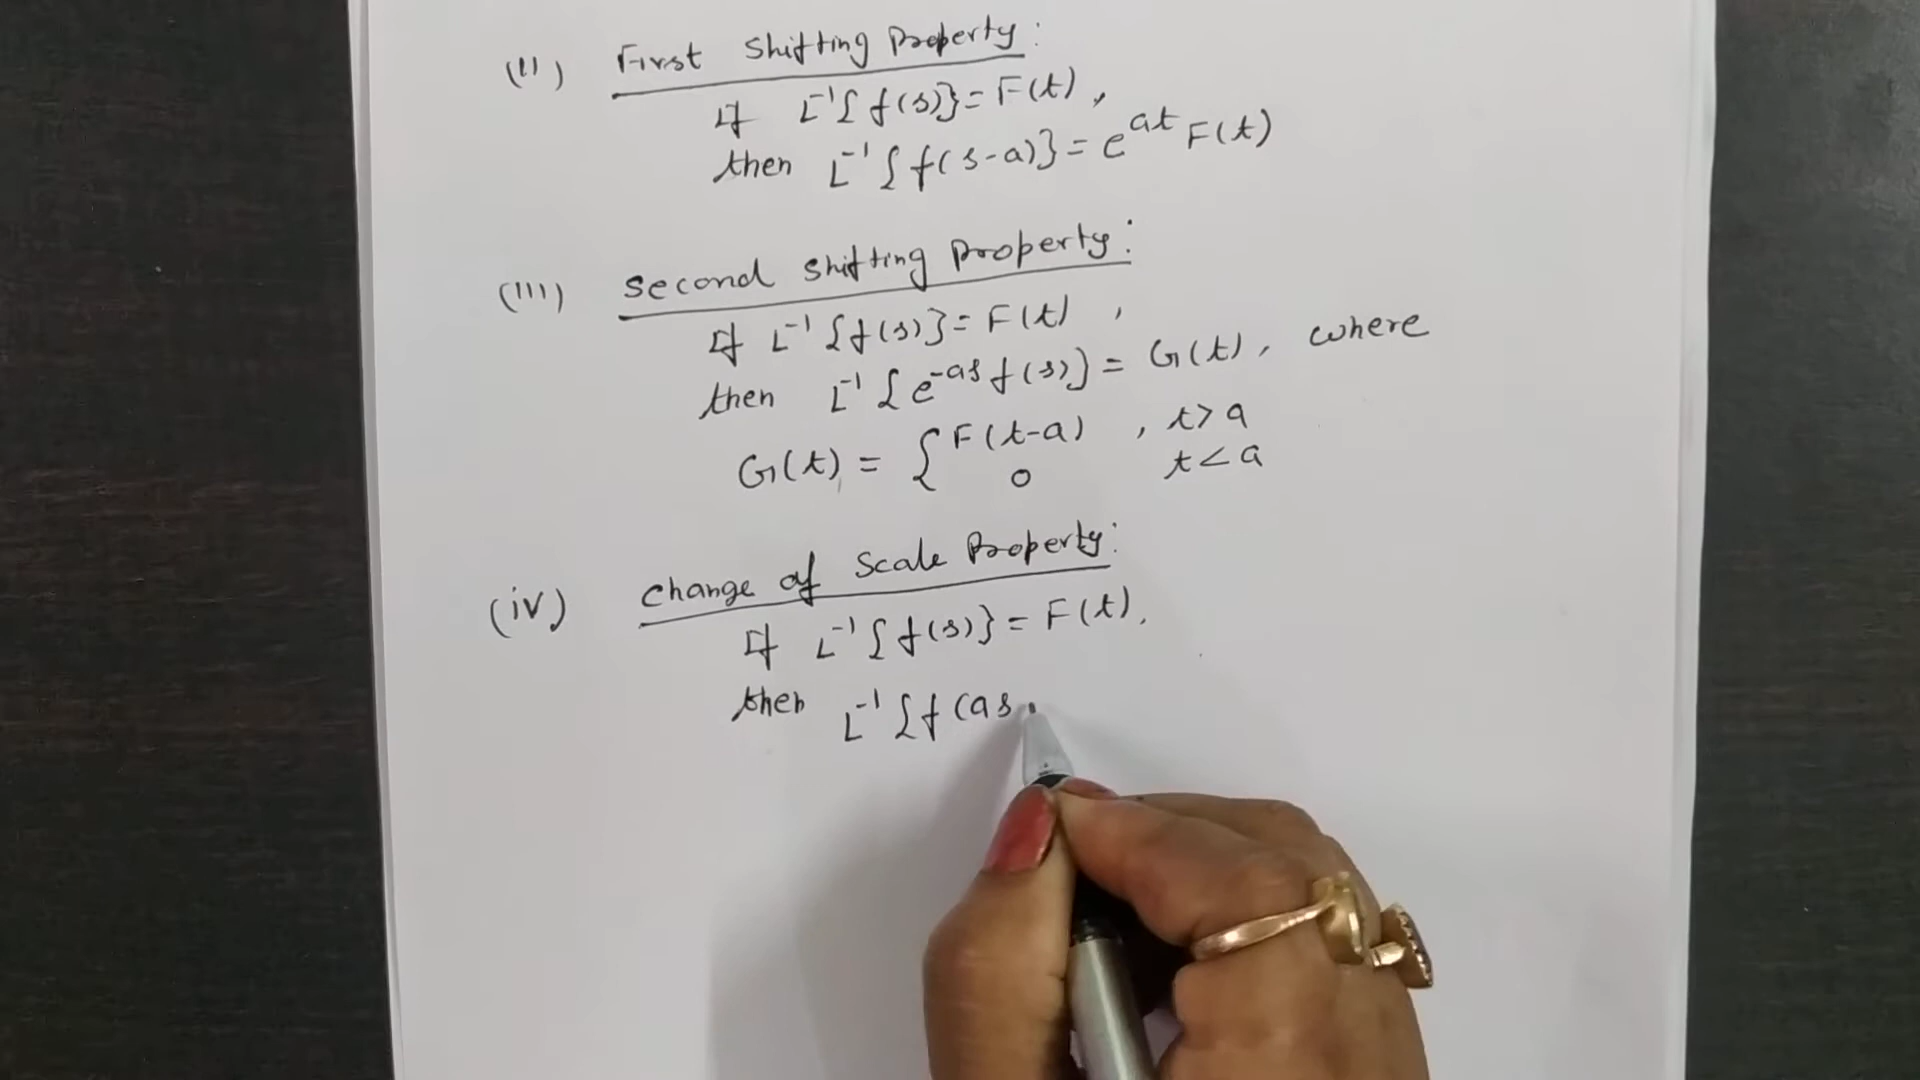 (ii) First Shifting Property:
If L⁻¹{f(s)} = F(t),
then L⁻¹{f(s-a)} = e^{at} F(t)
(iii) Second Shifting Property:
If L⁻¹{f(s)} = F(t),
then L⁻¹{e^{-as} f(s)} = G(t), where
G(t) = { F(t-a) , t > a
0 t < a
(iv) Change of Scale Property:
If L⁻¹{f(s)} = F(t),
then L⁻¹{f(as